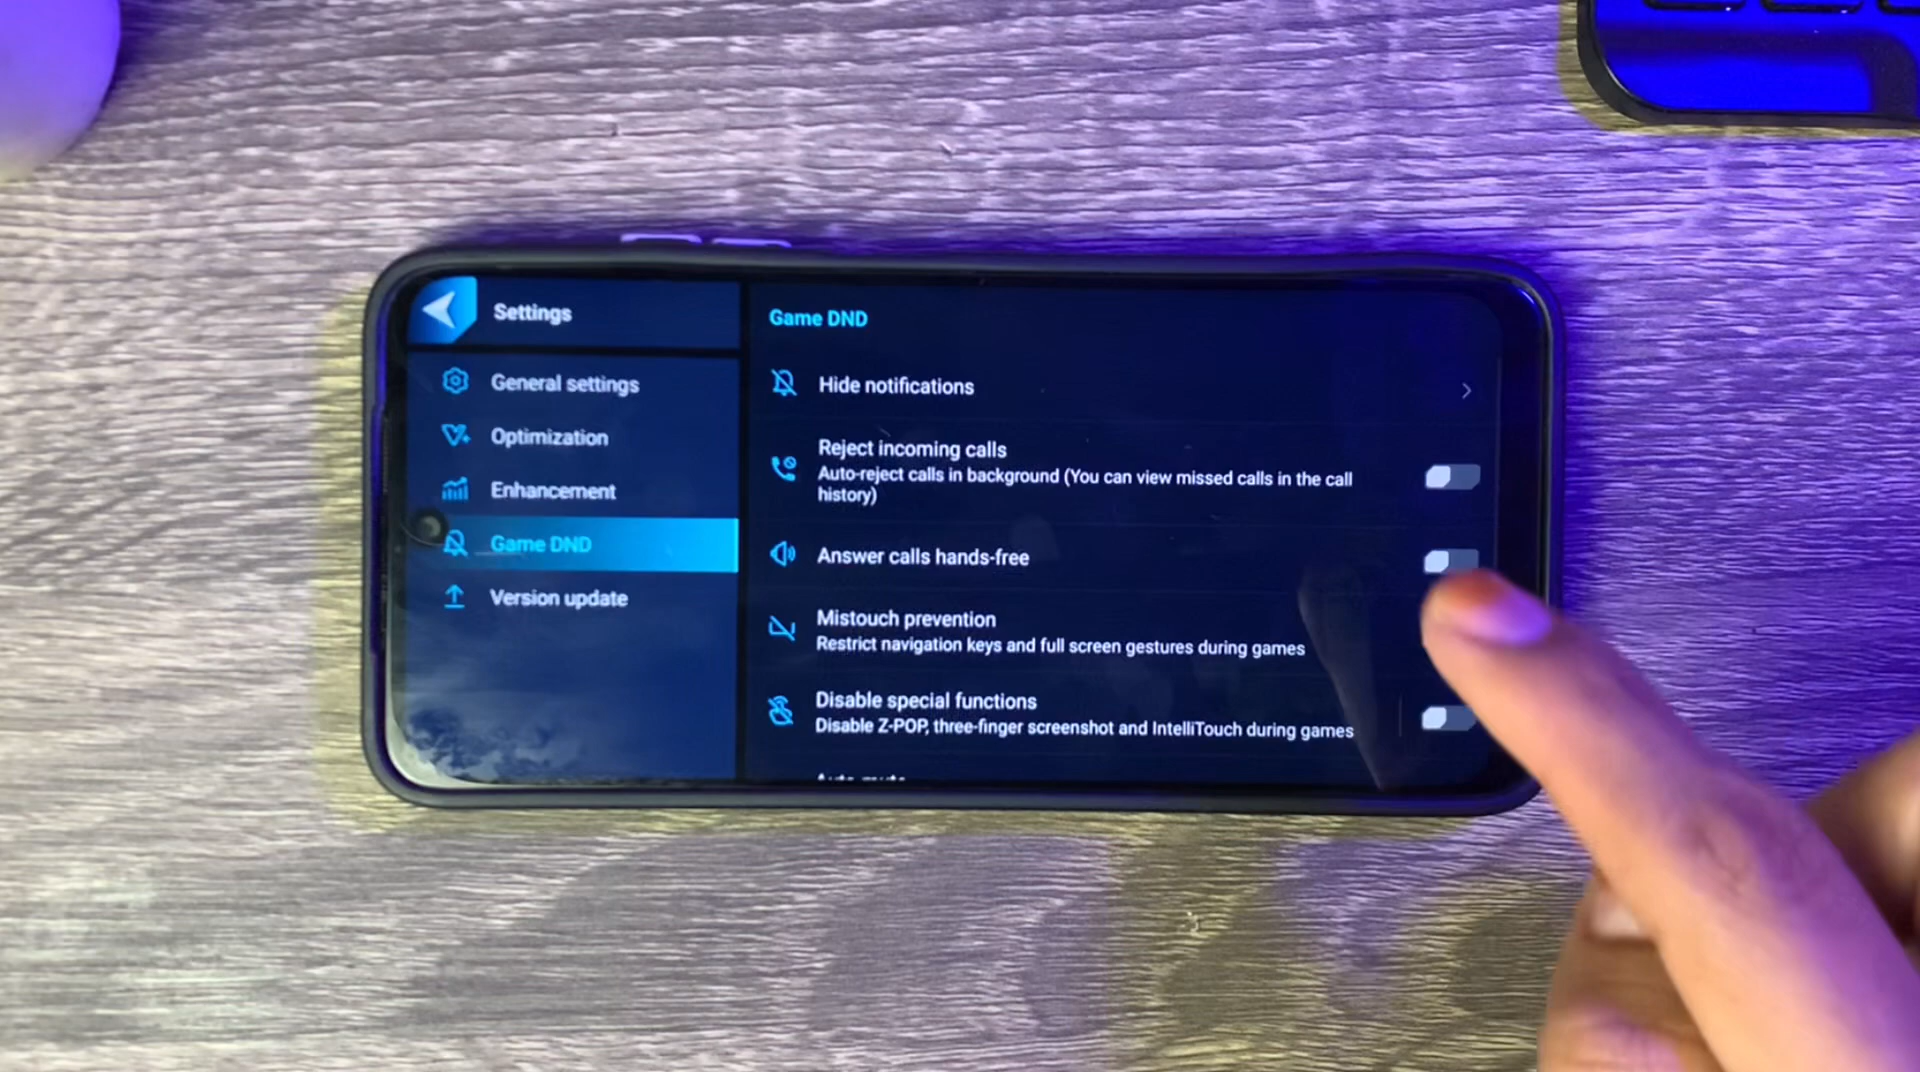 Settings
General settings
Optimization
Enhancement
Game DND
Version update
Game DND
Hide notifications
Reject incoming calls
Auto-reject calls in background (You can view missed calls in the call
history)
Answer calls hands-free
Mistouch prevention
Restrict navigation keys and full screen gestures during games
Disable special functions
Disable Z-POP, three-finger screenshot and IntelliTouch during games